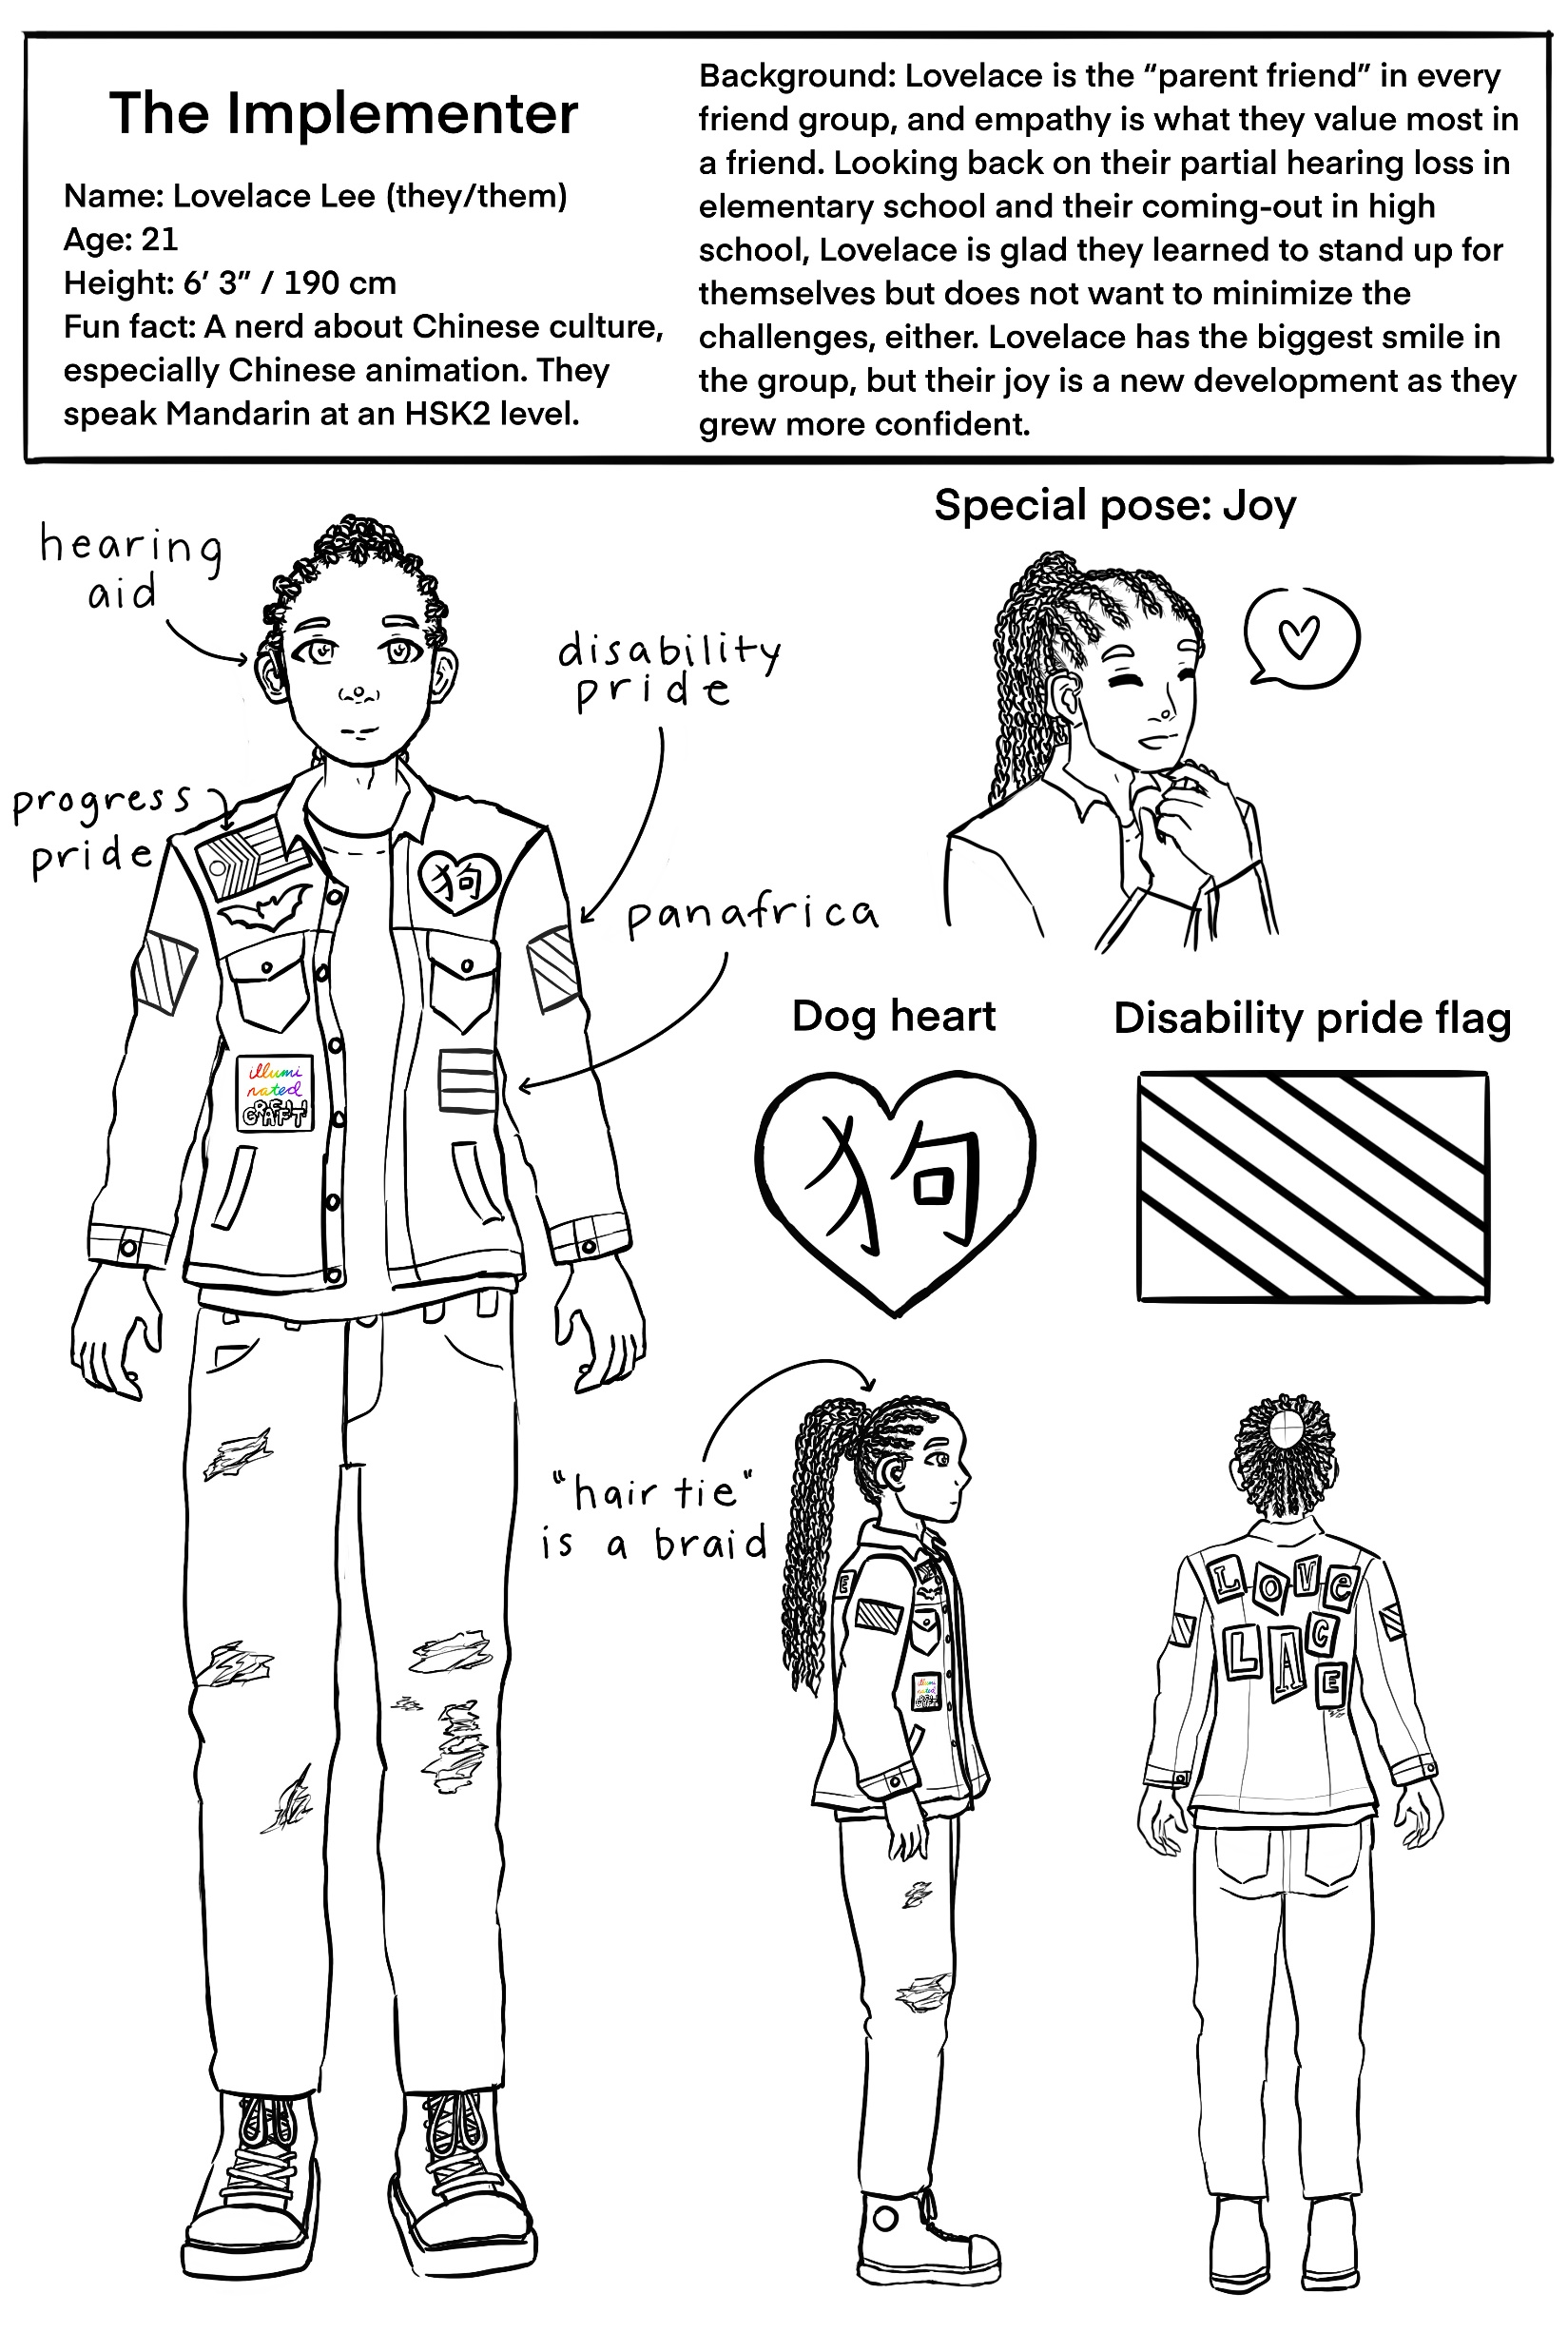 The Implementer
Name: Lovelace Lee (they/them)
Age: 21
Height: 6’ 3” / 190 cm
Fun fact: A nerd about Chinese culture,
especially Chinese animation. They
speak Mandarin at an HSK2 level.
Background: Lovelace is the “parent friend” in every
friend group, and empathy is what they value most in
a friend. Looking back on their partial hearing loss in
elementary school and their coming-out in high
school, Lovelace is glad they learned to stand up for
themselves but does not want to minimize the
challenges, either. Lovelace has the biggest smile in
the group, but their joy is a new development as they
grew more confident.
hearing
aid
disability
pride
progress
pride
panafrica
狗
illumi
nated
Special pose: Joy
Dog heart
狗
Disability pride flag
"hair tie"
is a braid
E
illumi
nated
LOVe
LACE